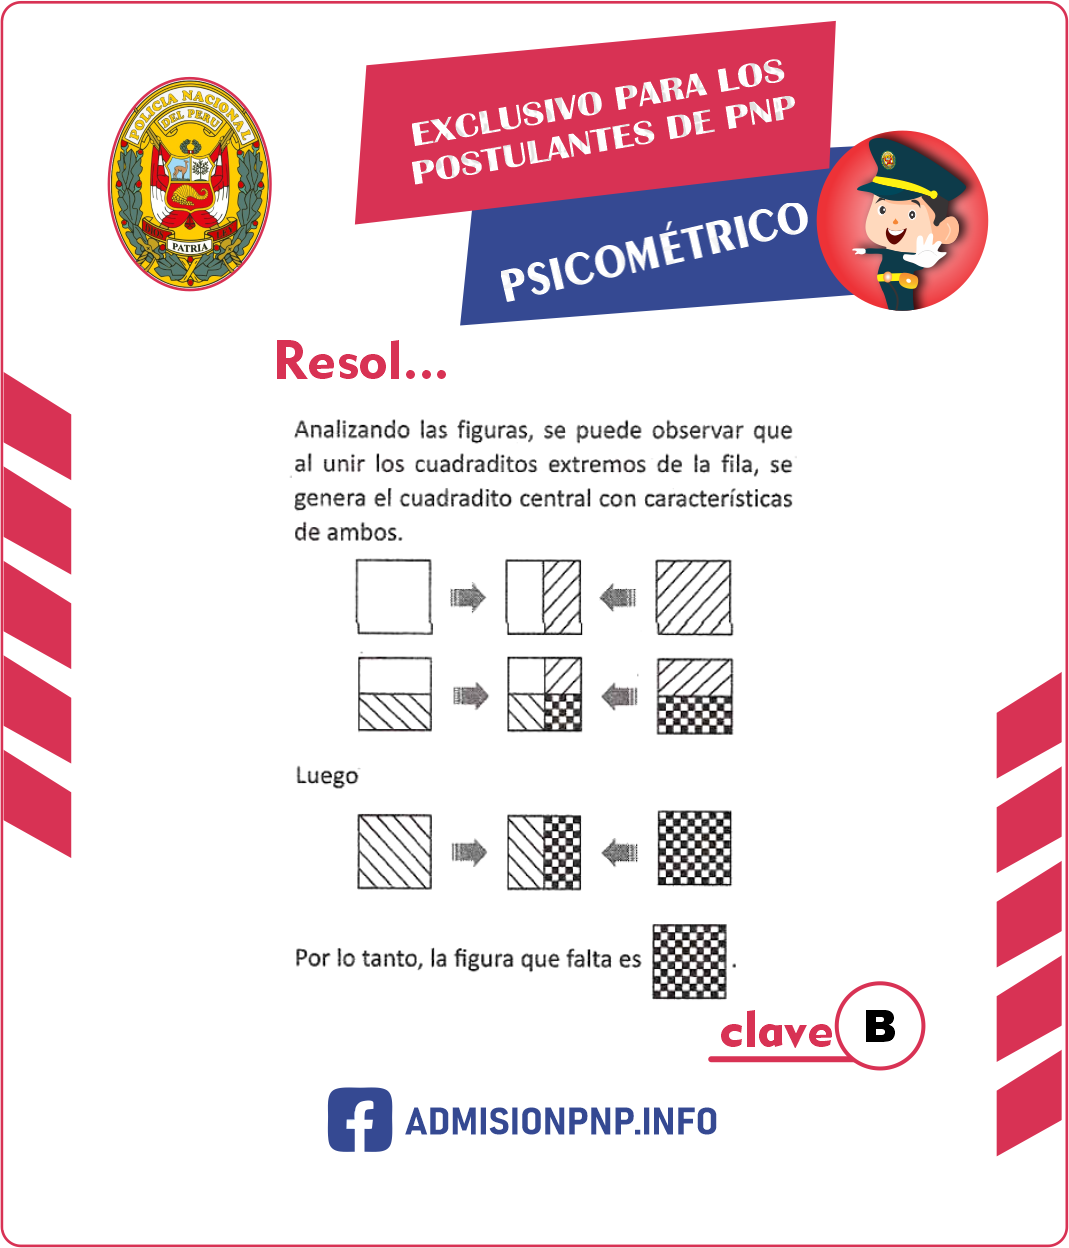 POLICIA NACIONAL
DEL PERU
DIOS
PATRIA
LEY
EXCLUSIVO PARA LOS
POSTULANTES DE PNP
PSICOMÉTRICO
Resol...
Analizando las figuras, se puede observar que
al unir los cuadraditos extremos de la fila, se
genera el cuadradito central con características
de ambos.
Luego
Por lo tanto, la figura que falta es .
clave B
ADMISIONPNP.INFO